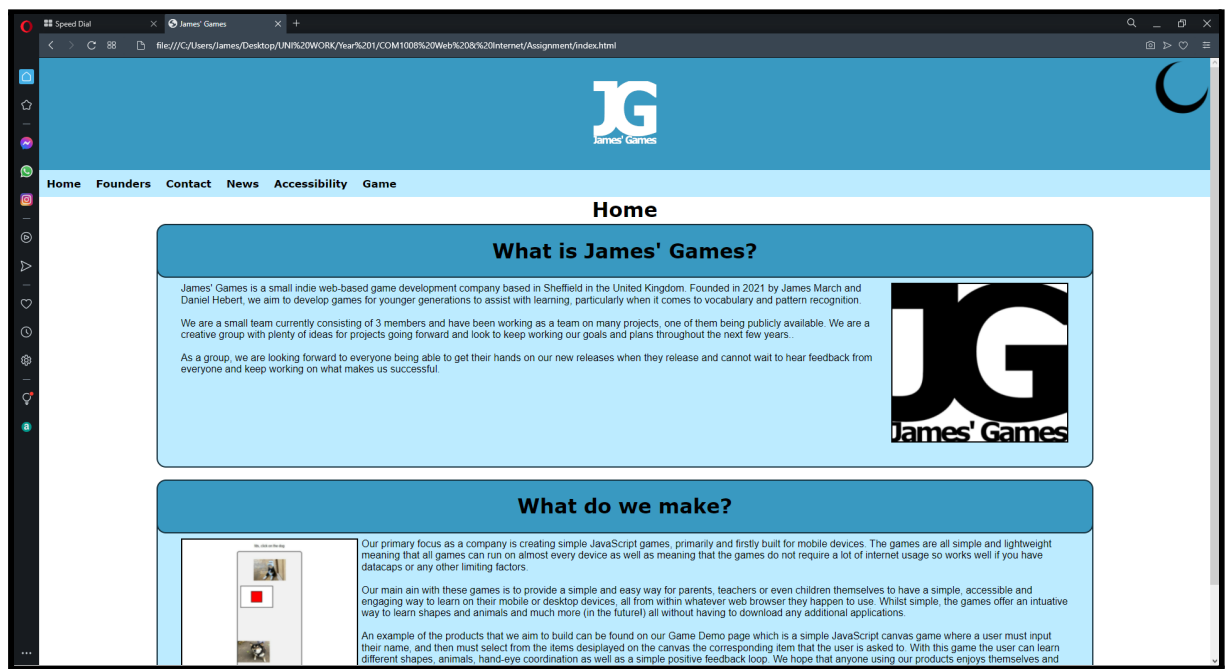 Speed Dial
James' Games
file:///C:/Users/James/Desktop/UNI%20WORK/Year%201/COM1008%20Web%20&%20Internet/Assignment/index.html
JG
James' Games
Home Founders Contact News Accessibility Game
Home
What is James' Games?
James' Games is a small indie web-based game development company based in Sheffield in the United Kingdom. Founded in 2021 by James March and
Daniel Hebert, we aim to develop games for younger generations to assist with learning, particularly when it comes to vocabulary and pattern recognition.
We are a small team currently consisting of 3 members and have been working as a team on many projects, one of them being publicly available. We are a
creative group with plenty of ideas for projects going forward and look to keep working our goals and plans throughout the next few years..
As a group, we are looking forward to everyone being able to get their hands on our new releases when they release and cannot wait to hear feedback from
everyone and keep working on what makes us successful.
JG
James' Games
What do we make?
Our primary focus as a company is creating simple JavaScript games, primarily and firstly built for mobile devices. The games are all simple and lightweight
meaning that all games can run on almost every device as well as meaning that the games do not require a lot of internet usage so works well if you have
datacaps or any other limiting factors.
Our main ain with these games is to provide a simple and easy way for parents, teachers or even children themselves to have a simple, accessible and
engaging way to learn on their mobile or desktop devices, all from within whatever web browser they happen to use. Whilst simple, the games offer an intuative
way to learn shapes and animals and much more (in the future!) all without having to download any additional applications.
An example of the products that we aim to build can be found on our Game Demo page which is a simple JavaScript canvas game where a user must input
their name, and then must select from the items desiplayed on the canvas the corresponding item that the user is asked to. With this game the user can learn
different shapes, animals, hand-eye coordination as well as a simple positive feedback loop. We hope that anyone using our products enjoys themselves and